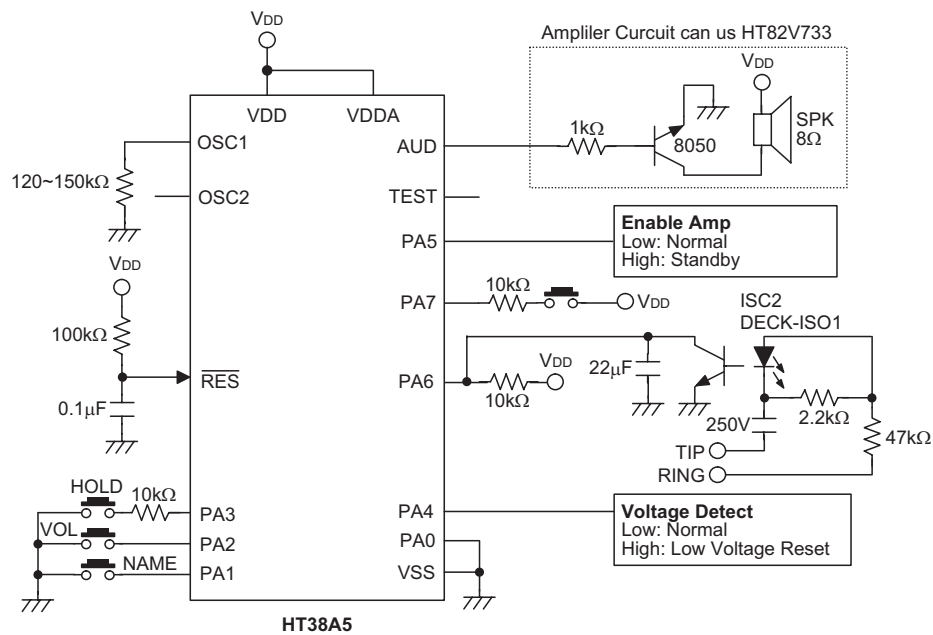 VDD
Ampliler Curcuit can us HT82V733
VDD
VDD
VDDA
SPK
8Ω
1kΩ
8050
OSC1
AUD
120~150kΩ
OSC2
TEST
Enable Amp
Low: Normal
High: Standby
PA5
VDD
10kΩ
PA7
VDD
ISC2
DECK-ISO1
100kΩ
VDD
22μF
RES
PA6
10kΩ
0.1μF
250V
2.2kΩ
47kΩ
TIP
RING
HOLD
10kΩ
PA3
PA4
Voltage Detect
Low: Normal
High: Low Voltage Reset
VOL
PA2
PA0
NAME
PA1
VSS
HT38A5